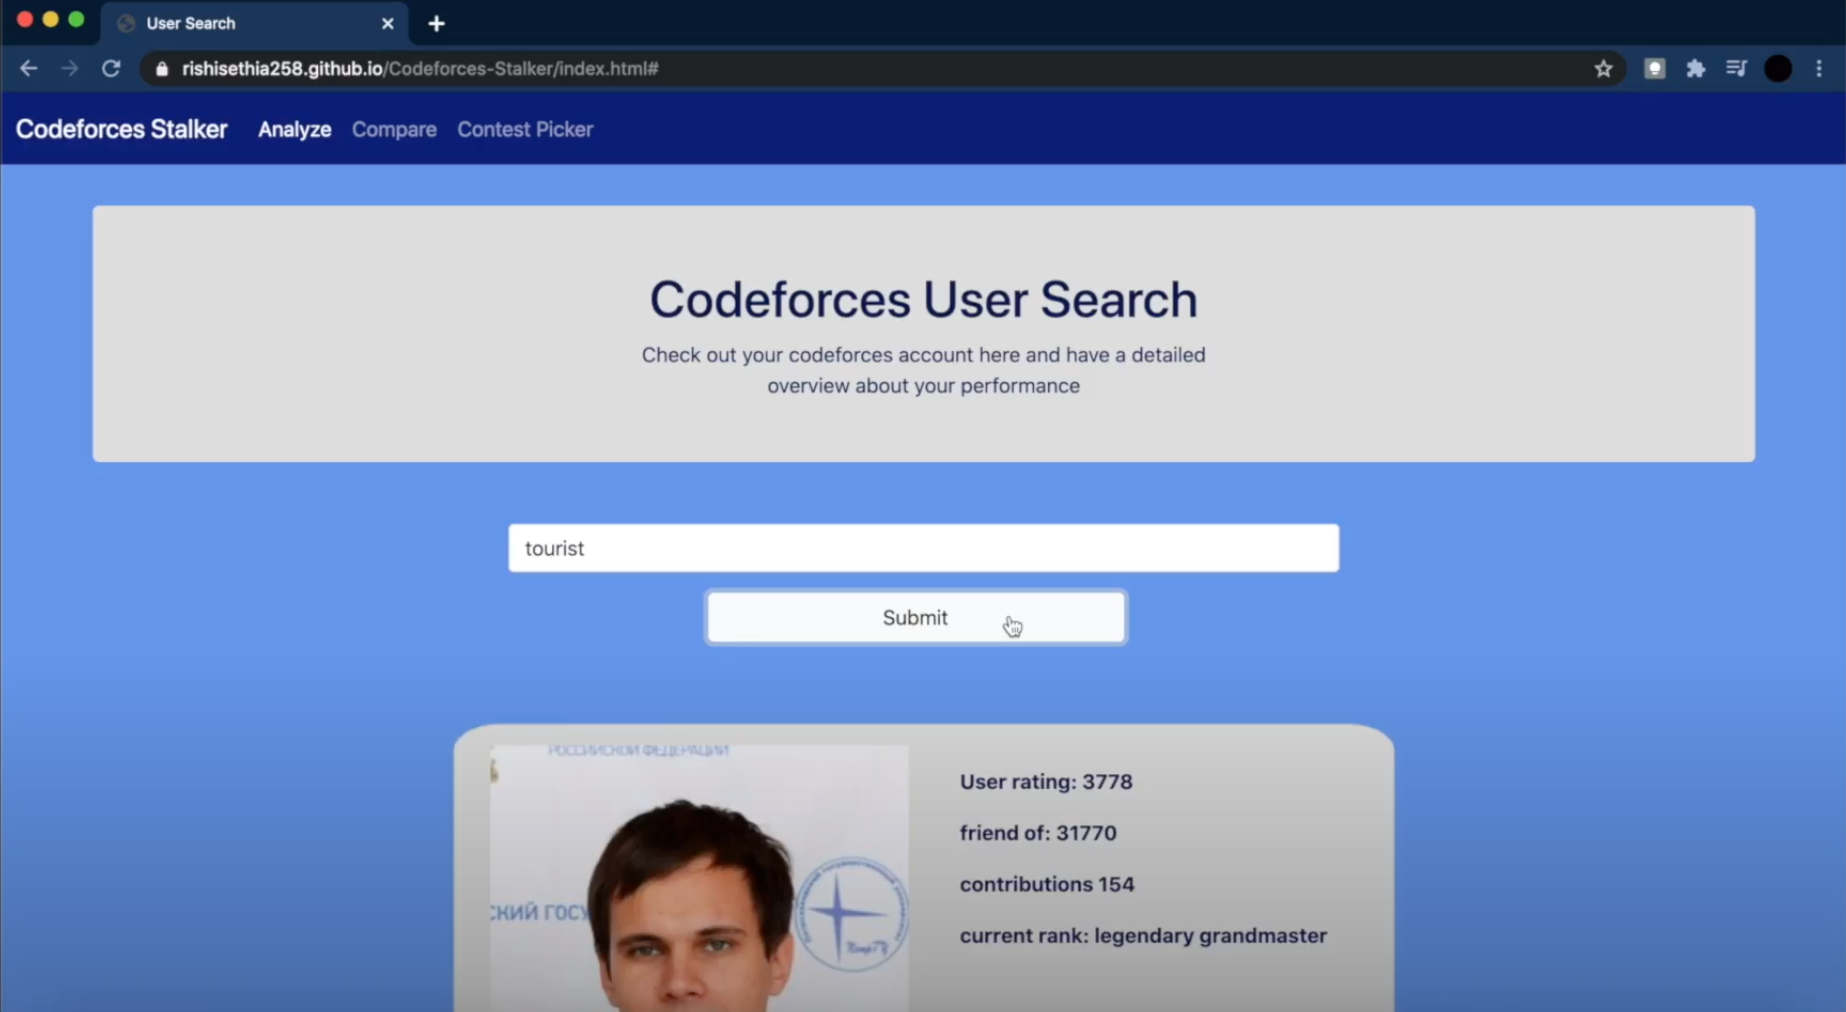 User Search
rishisethia258.github.io/Codeforces-Stalker/index.html#
Codeforces Stalker Analyze Compare Contest Picker
Codeforces User Search
Check out your codeforces account here and have a detailed
overview about your performance
tourist
Submit
РОССИЙСКОЙ ФЕДЕРАЦИИ
СКИЙ ГОСУ
User rating: 3778
friend of: 31770
contributions 154
current rank: legendary grandmaster